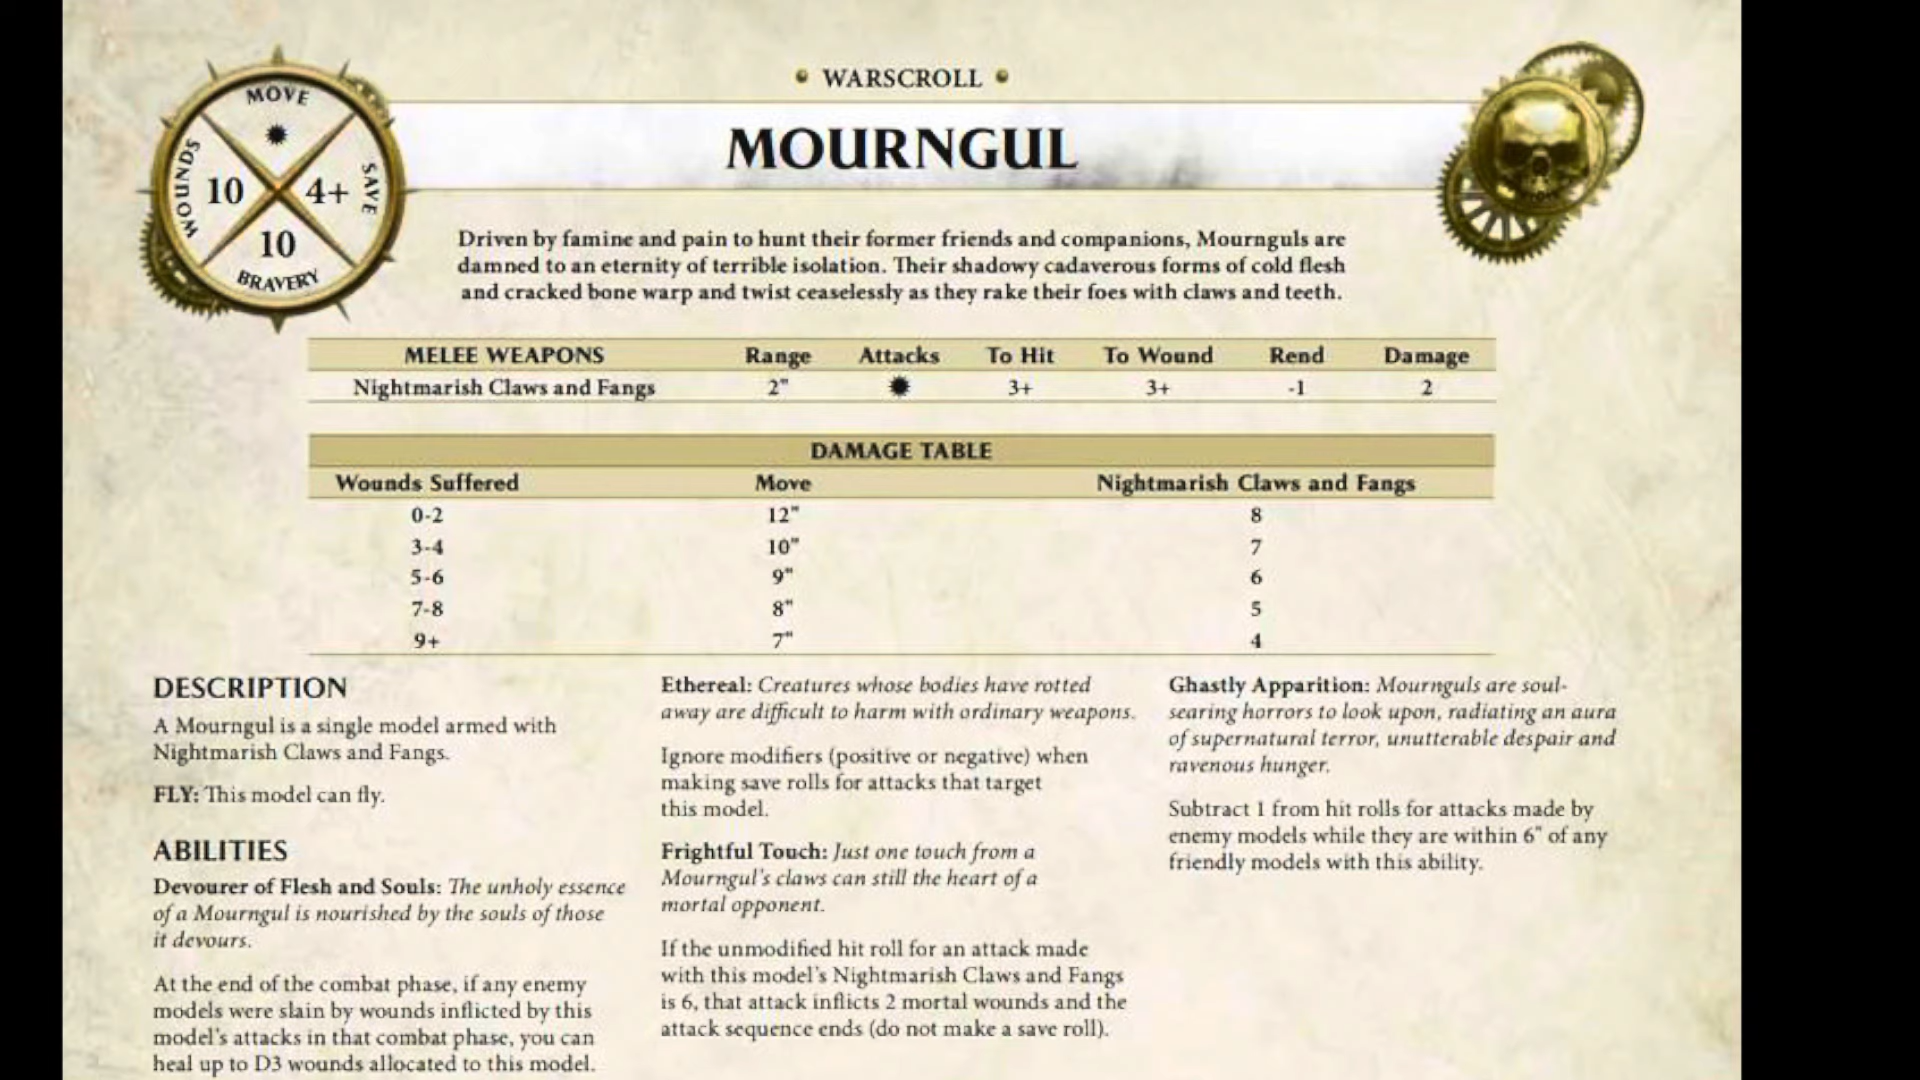 WARSCROLL
MOURNGUL
MOVE
WOUNDS
10
4+
SAVE
10
BRAVERY
Driven by famine and pain to hunt their former friends and companions, Mournguls are
damned to an eternity of terrible isolation. Their shadowy cadaverous forms of cold flesh
and cracked bone warp and twist ceaselessly as they rake their foes with claws and teeth.
MELEE WEAPONS Range Attacks To Hit To Wound Rend Damage
Nightmarish Claws and Fangs 2" 3+ 3+ -1 2
DAMAGE TABLE
Wounds Suffered Move Nightmarish Claws and Fangs
0-2 12" 8
3-4 10" 7
5-6 9" 6
7-8 8" 5
9+ 7" 4
DESCRIPTION
A Mourngul is a single model armed with
Nightmarish Claws and Fangs.
FLY: This model can fly.
ABILITIES
Devourer of Flesh and Souls: The unholy essence
of a Mourngul is nourished by the souls of those
it devours.
At the end of the combat phase, if any enemy
models were slain by wounds inflicted by this
model's attacks in that combat phase, you can
heal up to D3 wounds allocated to this model.
Ethereal: Creatures whose bodies have rotted
away are difficult to harm with ordinary weapons.
Ignore modifiers (positive or negative) when
making save rolls for attacks that target
this model.
Frightful Touch: Just one touch from a
Mourngul's claws can still the heart of a
mortal opponent.
If the unmodified hit roll for an attack made
with this model's Nightmarish Claws and Fangs
is 6, that attack inflicts 2 mortal wounds and the
attack sequence ends (do not make a save roll).
Ghastly Apparition: Mournguls are soul-
searing horrors to look upon, radiating an aura
of supernatural terror, unutterable despair and
ravenous hunger.
Subtract 1 from hit rolls for attacks made by
enemy models while they are within 6" of any
friendly models with this ability.